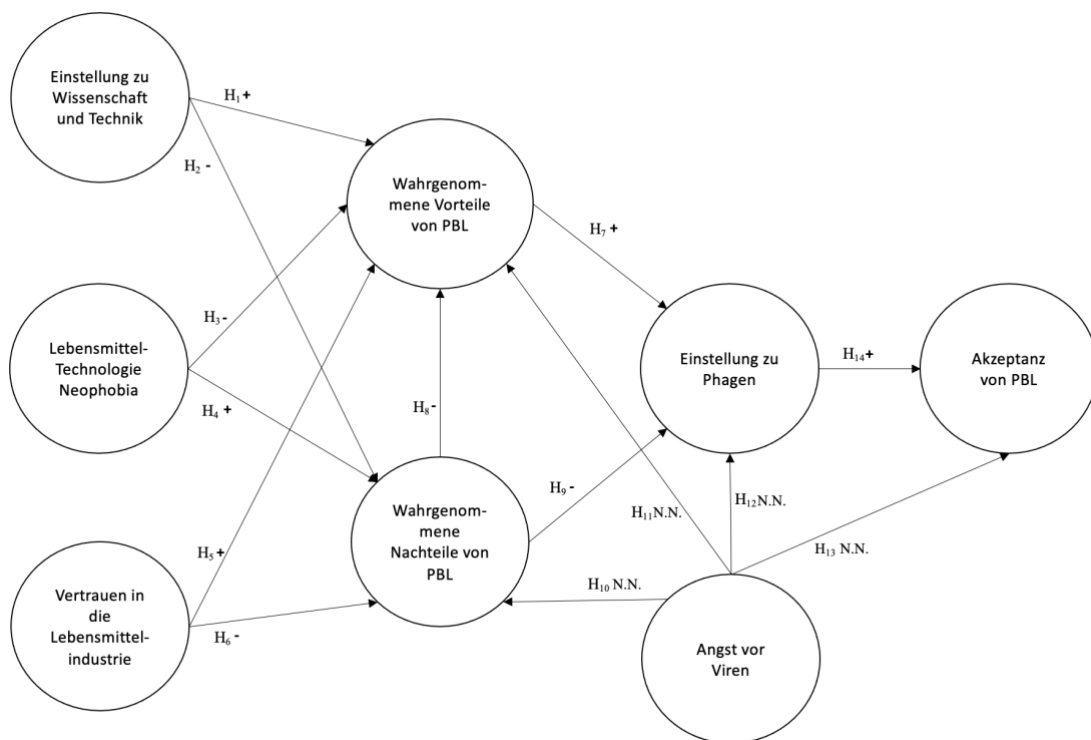 Einstellung zu
Wissenschaft
und Technik
H₁+
H₂ -
Wahrgenom-
mene Vorteile
von PBL
H₇ +
H₃-
Lebensmittel-
Technologie
Neophobia
H₄ +
Einstellung zu
Phagen
H₁₄+
Akzeptanz
von PBL
H₈-
H₉ -
H₁₁N.N.
H₁₂N.N.
Wahrgenom-
mene
Nachteile von
PBL
H₅+
H₁₃ N.N.
H₁₀ N.N.
Vertrauen in
die
Lebensmittel-
industrie
H₆-
Angst vor
Viren